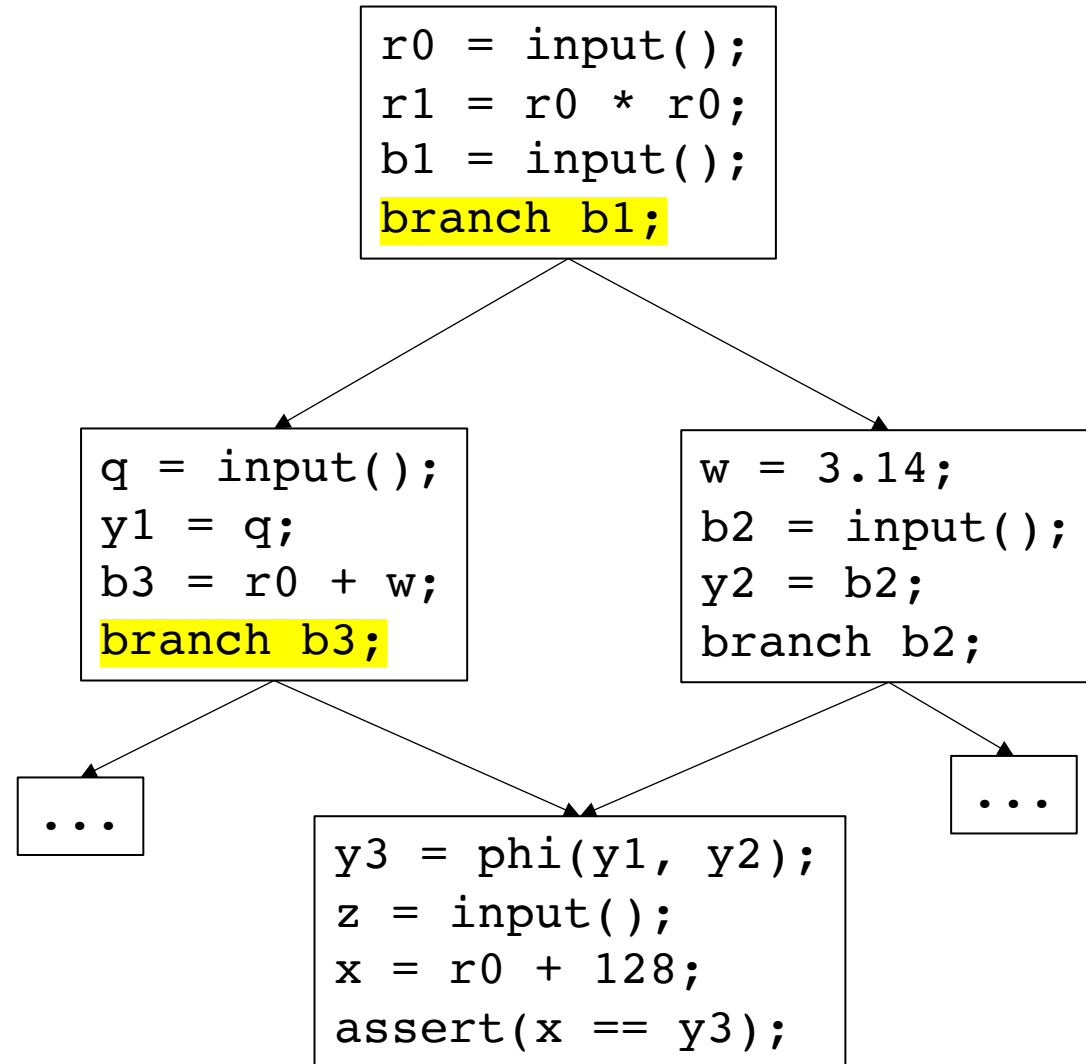 r0 = input();
r1 = r0 * r0;
b1 = input();
branch b1;
q = input();
y1 = q;
b3 = r0 + w;
branch b3;
w = 3.14;
b2 = input();
y2 = b2;
branch b2;
...
...
y3 = phi(y1, y2);
z = input();
x = r0 + 128;
assert(x == y3);